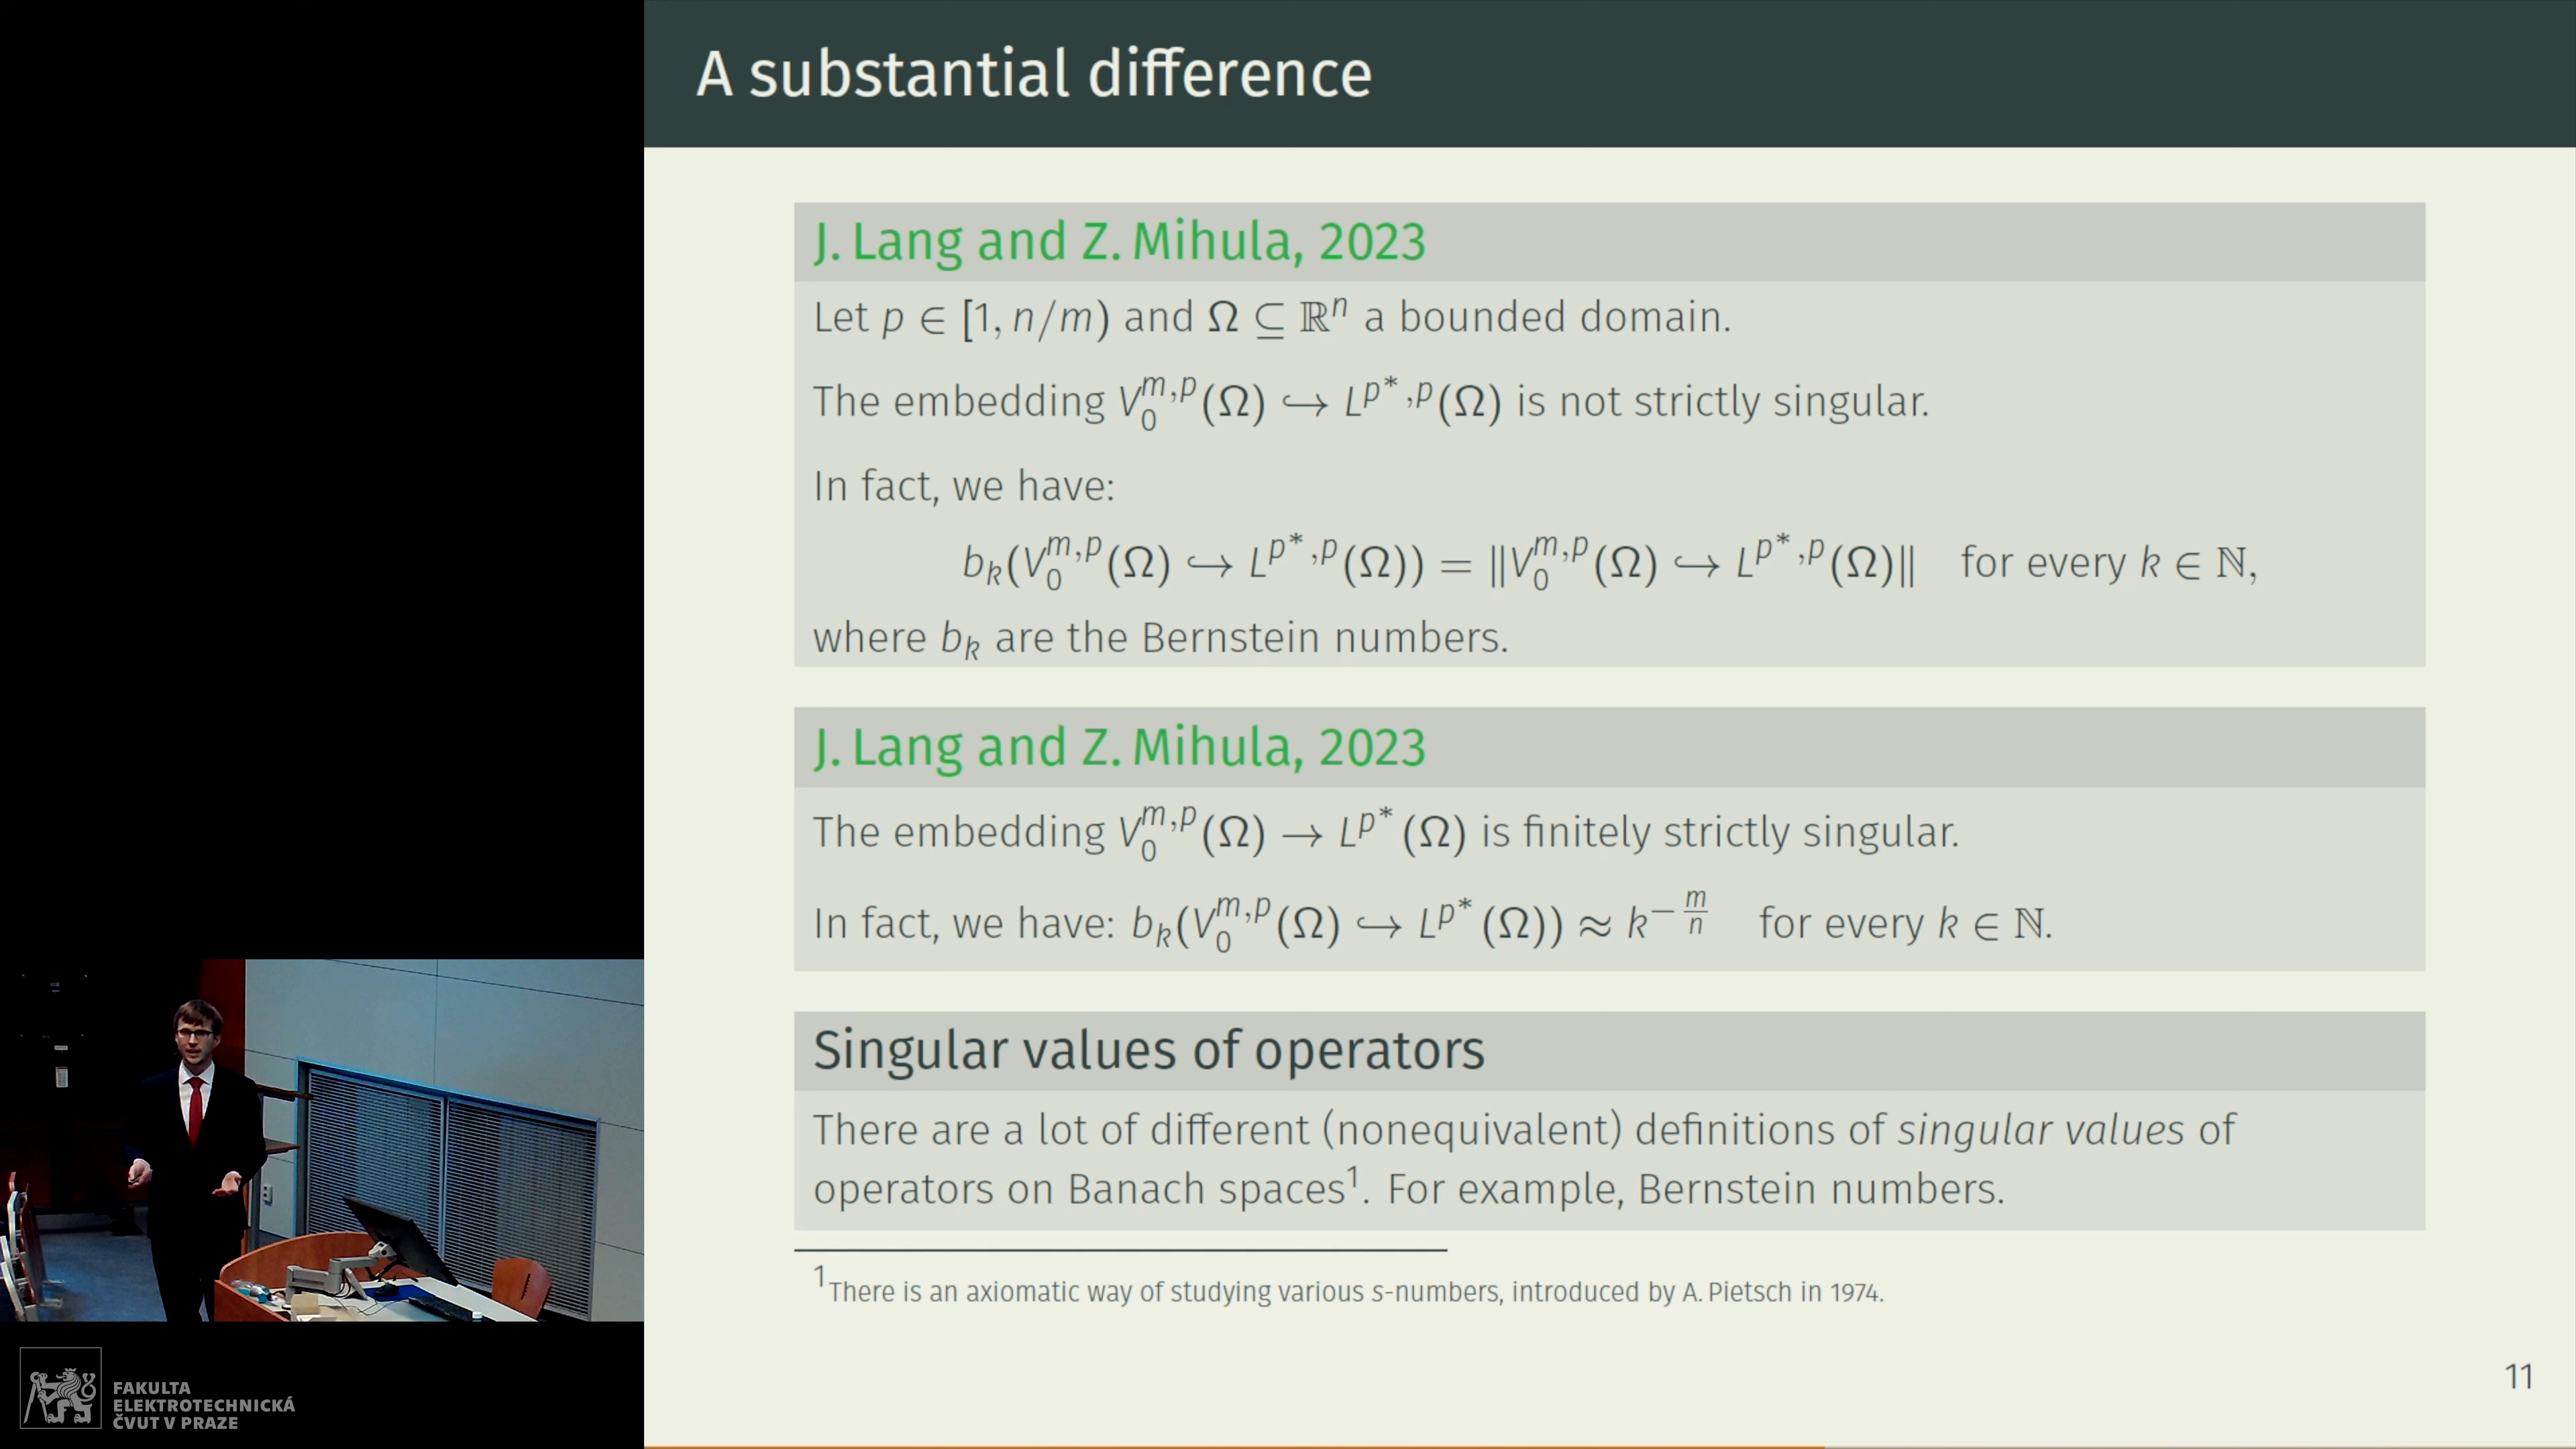 A substantial difference
J. Lang and Z. Mihula, 2023
Let p ∈ [1, n/m) and Ω ⊆ ℝⁿ a bounded domain.
The embedding V₀^{m,p}(Ω) ↪ L^{p*,p}(Ω) is not strictly singular.
In fact, we have:
b_k(V₀^{m,p}(Ω) ↪ L^{p*,p}(Ω)) = ‖V₀^{m,p}(Ω) ↪ L^{p*,p}(Ω)‖ for every k ∈ ℕ,
where b_k are the Bernstein numbers.
J. Lang and Z. Mihula, 2023
The embedding V₀^{m,p}(Ω) → L^{p*}(Ω) is finitely strictly singular.
In fact, we have: b_k(V₀^{m,p}(Ω) ↪ L^{p*}(Ω)) ≈ k^{-m/n} for every k ∈ ℕ.
Singular values of operators
There are a lot of different (nonequivalent) definitions of singular values of
operators on Banach spaces¹. For example, Bernstein numbers.
¹There is an axiomatic way of studying various s-numbers, introduced by A. Pietsch in 1974.
11
FAKULTA
ELEKTROTECHNICKÁ
ČVUT V PRAZE